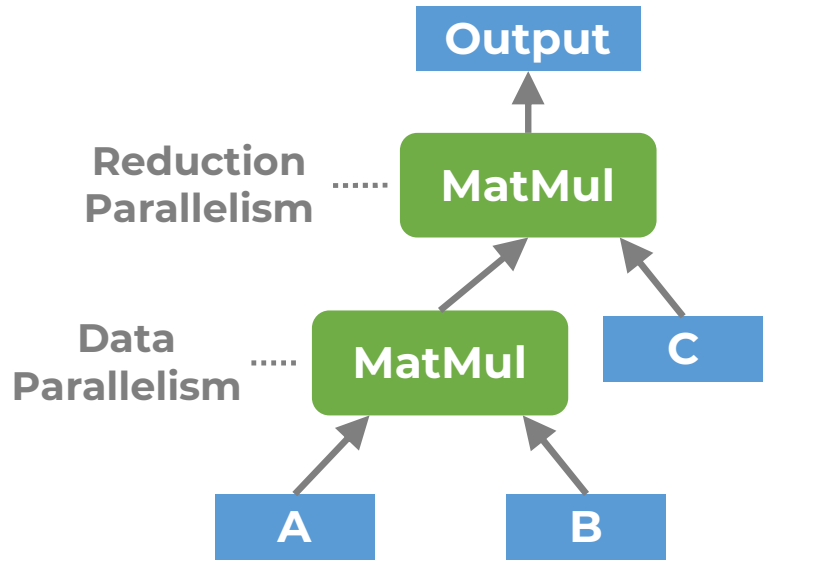 Output
Reduction
Parallelism
MatMul
Data
Parallelism
MatMul
C
A
B